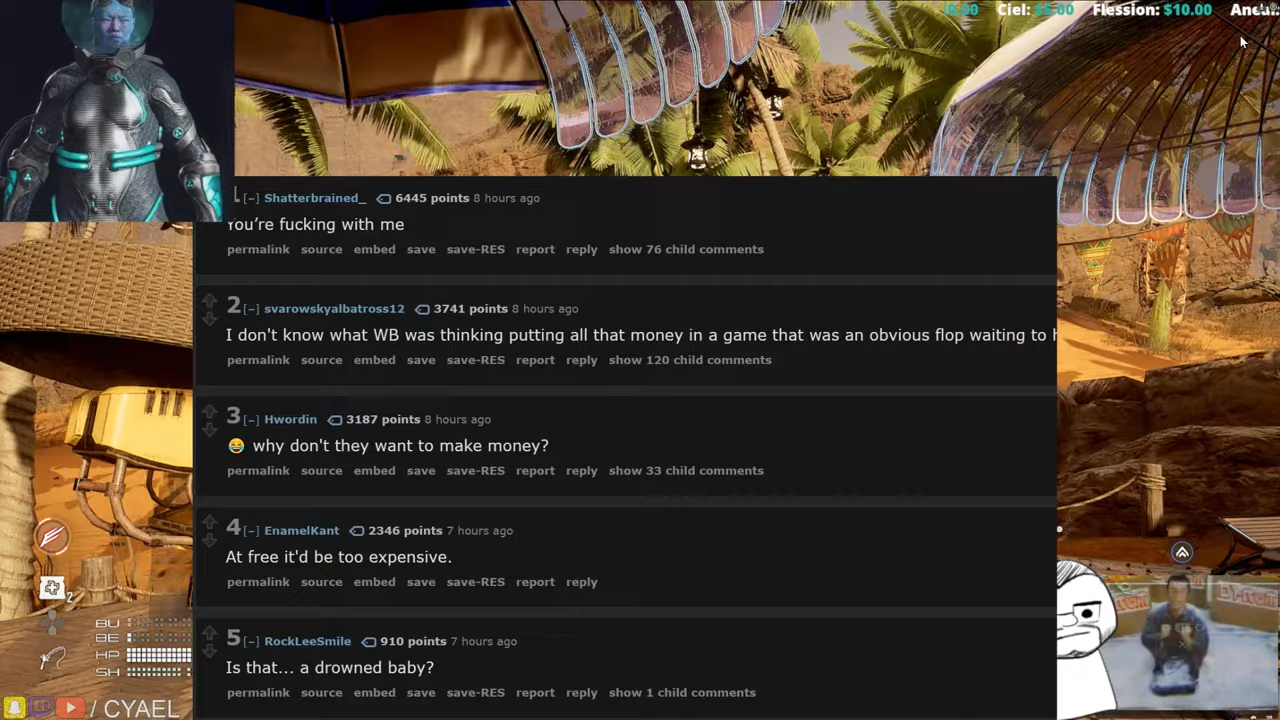 0.00 Ciel: $5.00 Flession: $10.00
[–] Shatterbrained_ 6445 points 8 hours ago
You’re fucking with me
permalink source embed save save-RES report reply show 76 child comments
2 [–] svarowskyalbatross12 3741 points 8 hours ago
I don't know what WB was thinking putting all that money in a game that was an obvious flop waiting to
permalink source embed save save-RES report reply show 120 child comments
3 [–] Hwordin 3187 points 8 hours ago
😂 why don't they want to make money?
permalink source embed save save-RES report reply show 33 child comments
4 [–] EnamelKant 2346 points 7 hours ago
At free it'd be too expensive.
permalink source embed save save-RES report reply
5 [–] RockLeeSmile 910 points 7 hours ago
Is that... a drowned baby?
permalink source embed save save-RES report reply show 1 child comments
2
BU
BE
HP
SH
/ CYAEL